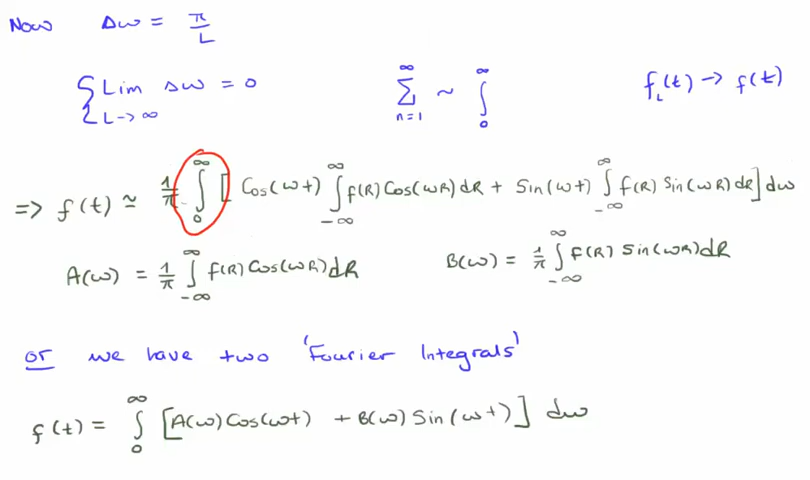 Now Δω = π/L
{ Lim Δω = 0 L->∞ ∞ Σ n=1 ~ ∞ ∫ 0 f_L(t) -> f(t)
=> f(t) ≃ 1/π ∞ ∫ 0 [ Cos(ωt) ∞ ∫ -∞ f(R) Cos(ωR) dR + Sin(ωt) ∞ ∫ -∞ f(R) Sin(ωR) dR ] dω
A(ω) = 1/π ∞ ∫ -∞ f(R) Cos(ωR) dR B(ω) = 1/π ∞ ∫ -∞ f(R) Sin(ωR) dR
or we have two 'Fourier Integrals'
f(t) = ∞ ∫ 0 [A(ω) Cos(ωt) + B(ω) Sin(ωt) ] dω